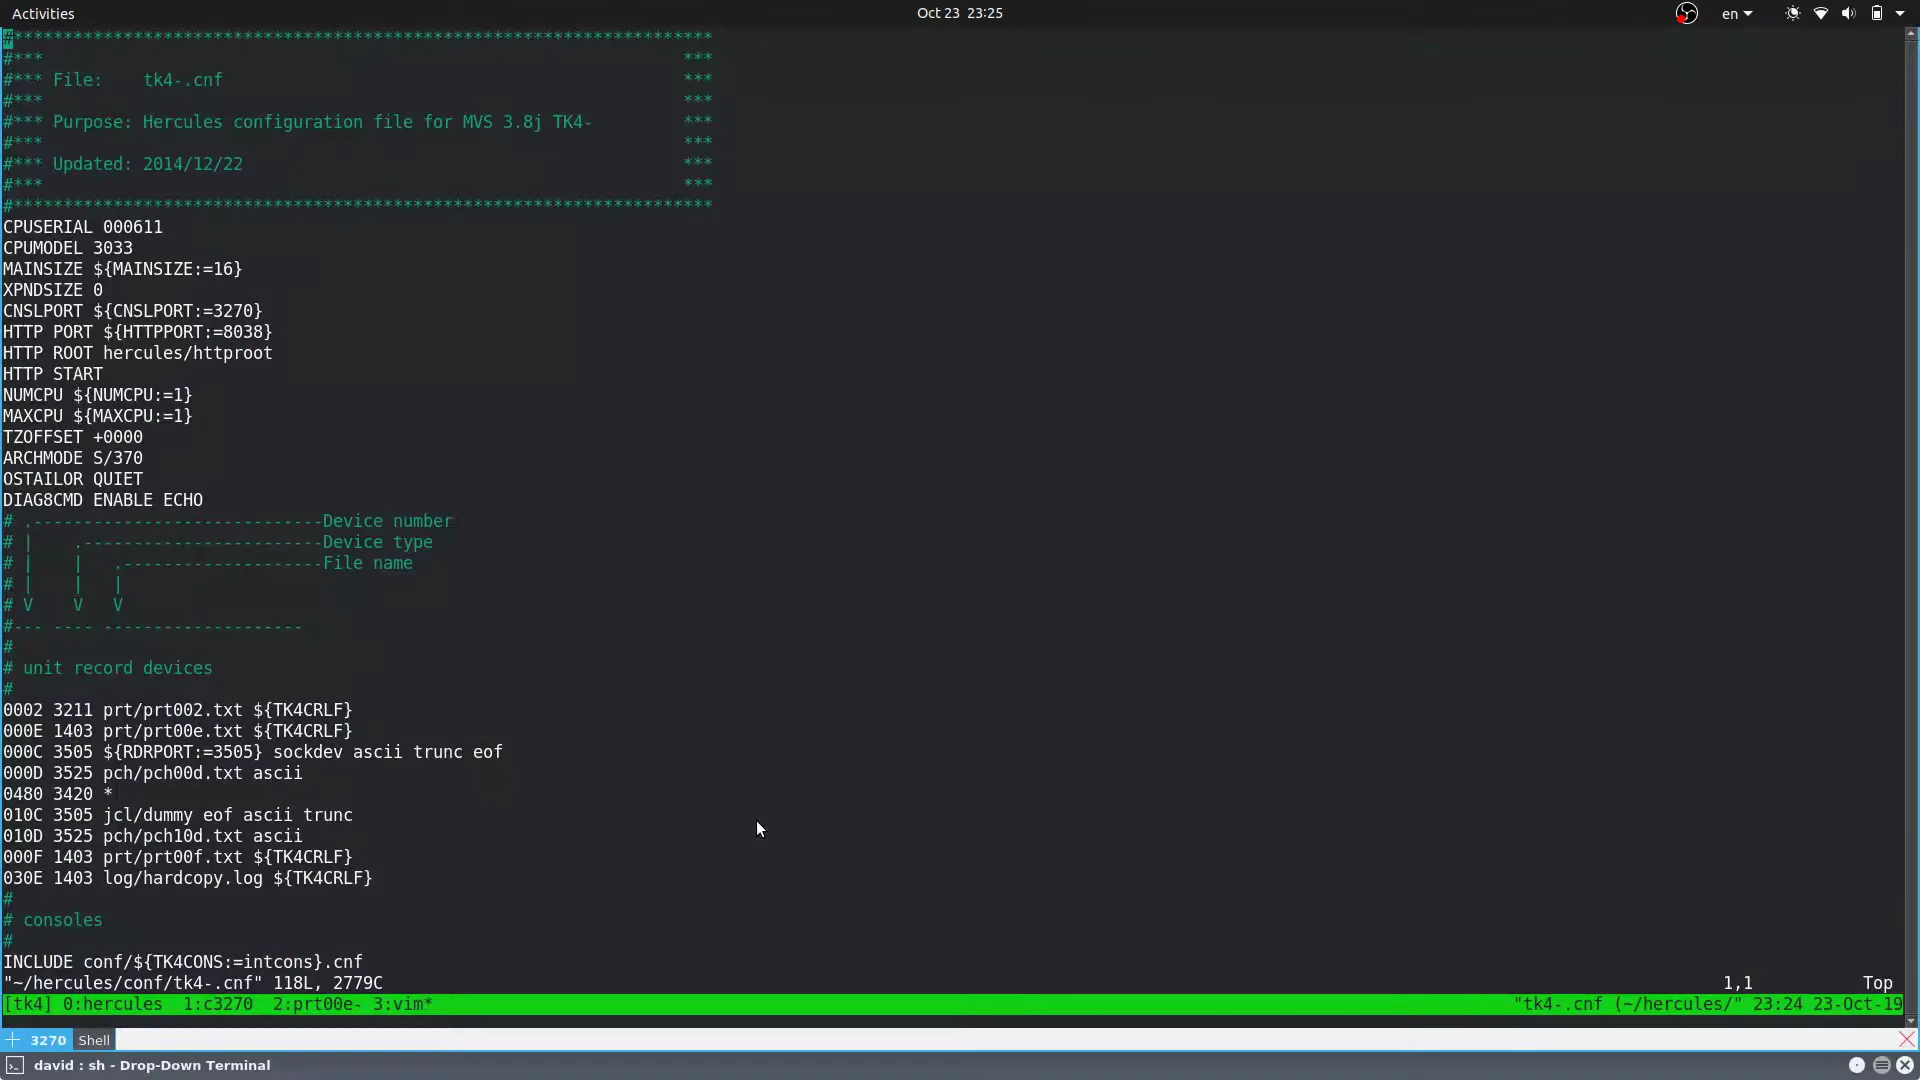 Activities
Oct 23  23:25
en
#**********************************************************************
#***                                                                ***
#*** File:    tk4-.cnf                                              ***
#***                                                                ***
#*** Purpose: Hercules configuration file for MVS 3.8j TK4-         ***
#***                                                                ***
#*** Updated: 2014/12/22                                            ***
#***                                                                ***
#**********************************************************************
CPUSERIAL 000611
CPUMODEL 3033
MAINSIZE ${MAINSIZE:=16}
XPNDSIZE 0
CNSLPORT ${CNSLPORT:=3270}
HTTP PORT ${HTTPPORT:=8038}
HTTP ROOT hercules/httproot
HTTP START
NUMCPU ${NUMCPU:=1}
MAXCPU ${MAXCPU:=1}
TZOFFSET +0000
ARCHMODE S/370
OSTAILOR QUIET
DIAG8CMD ENABLE ECHO
# .-----------------------------Device number
# |    .------------------------Device type
# |    |   .--------------------File name
# |    |   |
# V    V   V
#--- ---- --------------------
#
# unit record devices
#
0002 3211 prt/prt002.txt ${TK4CRLF}
000E 1403 prt/prt00e.txt ${TK4CRLF}
000C 3505 ${RDRPORT:=3505} sockdev ascii trunc eof
000D 3525 pch/pch00d.txt ascii
0480 3420 *
010C 3505 jcl/dummy eof ascii trunc
010D 3525 pch/pch10d.txt ascii
000F 1403 prt/prt00f.txt ${TK4CRLF}
030E 1403 log/hardcopy.log ${TK4CRLF}
#
# consoles
#
INCLUDE conf/${TK4CONS:=intcons}.cnf
"~/hercules/conf/tk4-.cnf" 118L, 2779C    1,1    Top
[tk4] 0:hercules  1:c3270  2:prt00e- 3:vim*    "tk4-.cnf (~/hercules/" 23:24 23-Oct-19
3270  Shell
david : sh - Drop-Down Terminal